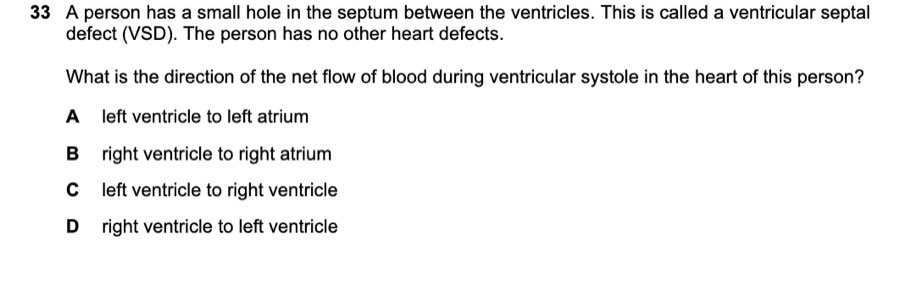 33 A person has a small hole in the septum between the ventricles. This is called a ventricular septal
defect (VSD). The person has no other heart defects.
What is the direction of the net flow of blood during ventricular systole in the heart of this person?
A left ventricle to left atrium
B right ventricle to right atrium
C left ventricle to right ventricle
D right ventricle to left ventricle